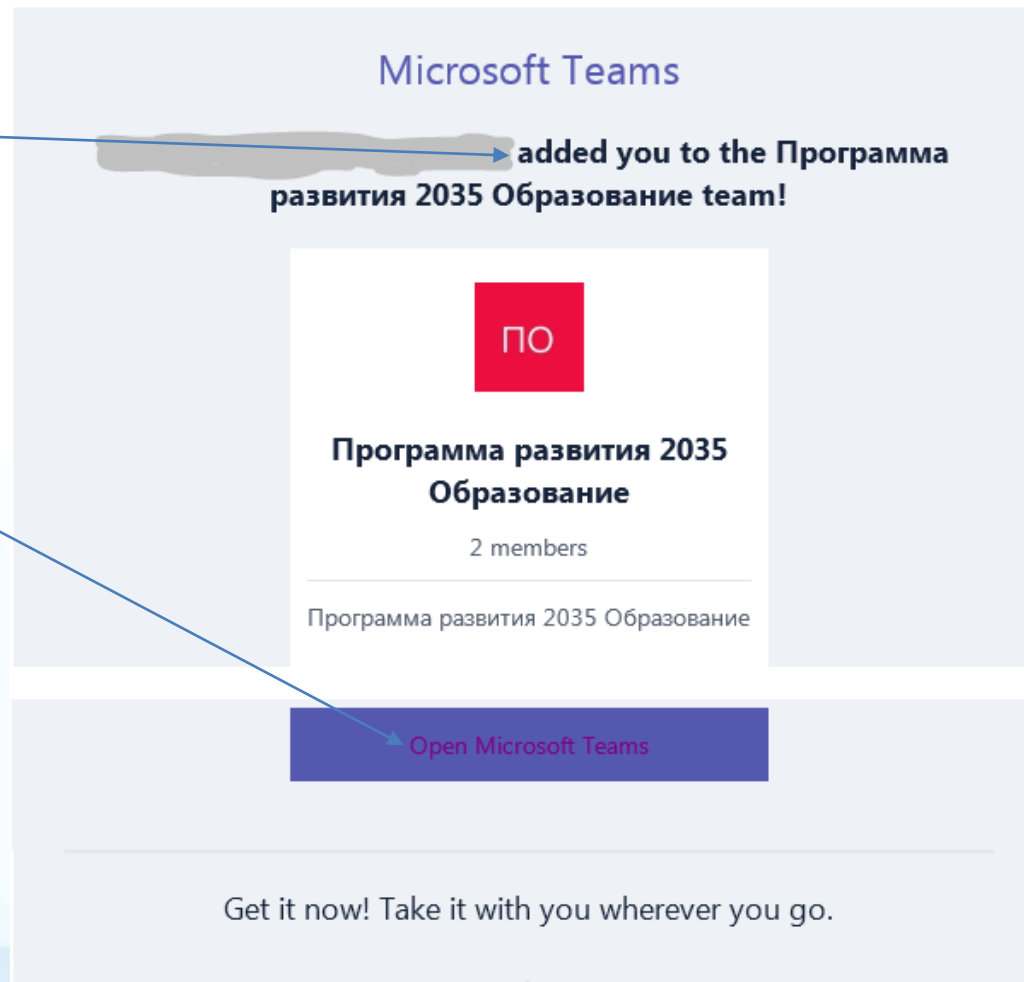 Microsoft Teams
added you to the Программа
развития 2035 Образование team!
ПО
Программа развития 2035
Образование
2 members
Программа развития 2035 Образование
Open Microsoft Teams
Get it now! Take it with you wherever you go.